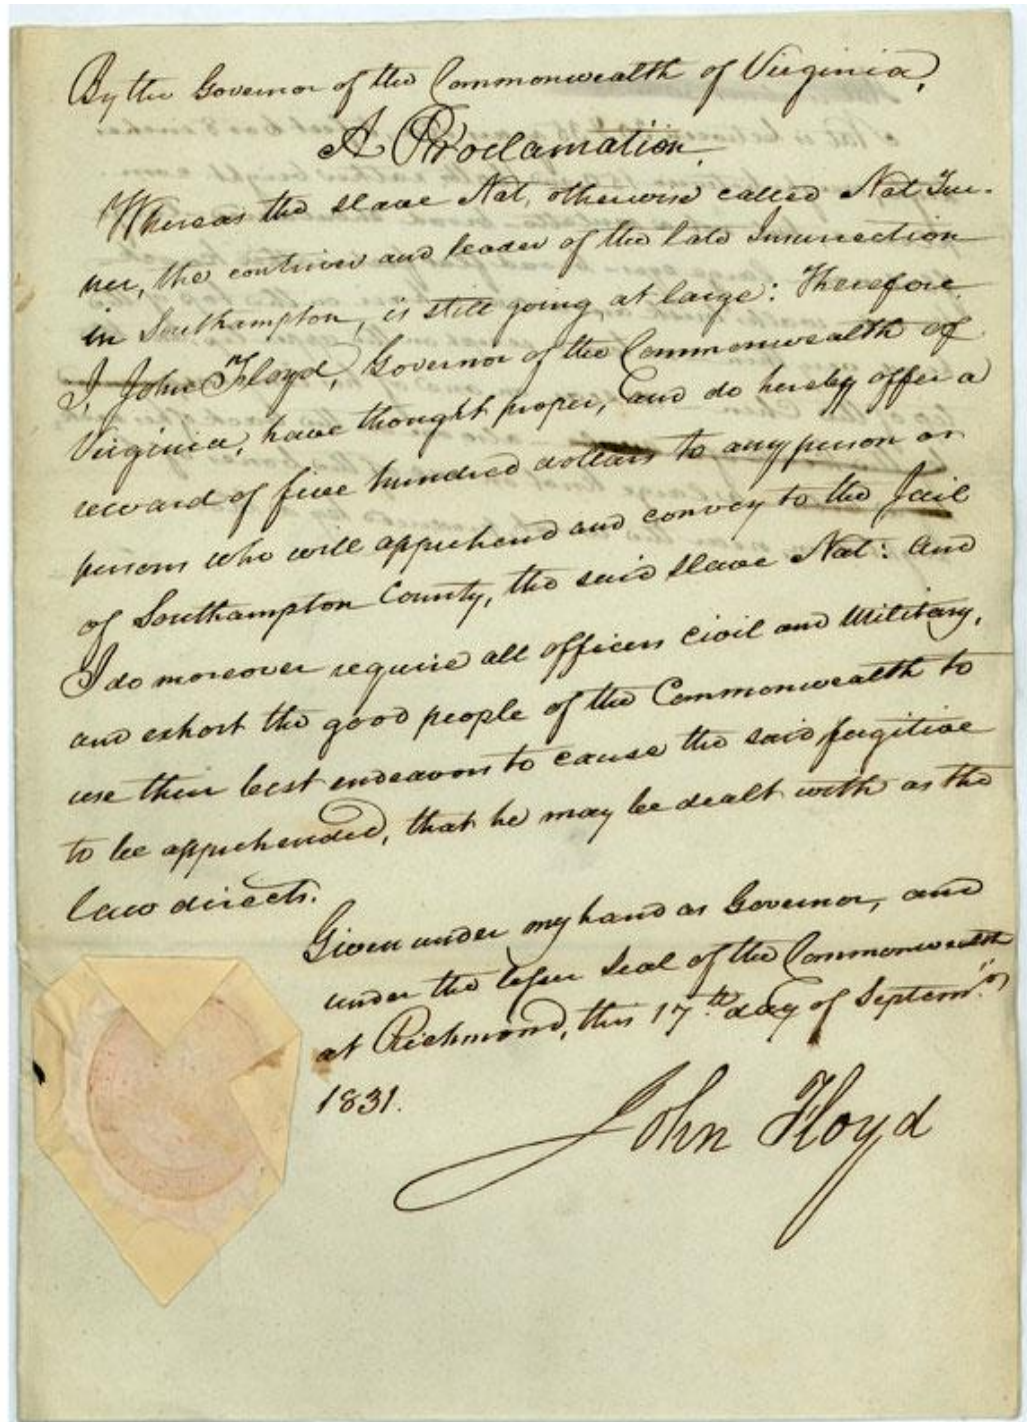 By the Governor of the Commonwealth of Virginia,
A Proclamation.
Whereas the slave Nat, otherwise called Nat Tur-
ner, the contriver and leader of the late Insurrection
in Southampton, is still going at large: Therefore
I, John Floyd, Governor of the Commonwealth of
Virginia, have thought proper, and do hereby offer a
reward of five hundred dollars to any person or
persons who will apprehend and convey to the Jail
of Southampton County, the said slave Nat: and
I do moreover require all officers civil and military,
and exhort the good people of the Commonwealth to
use their best endeavors to cause the said fugitive
to be apprehended, that he may be dealt with as the
law directs.
Given under my hand as Governor, and
under the lesser Seal of the Commonwealth
at Richmond, this 17th day of Septemr
1831.
John Floyd